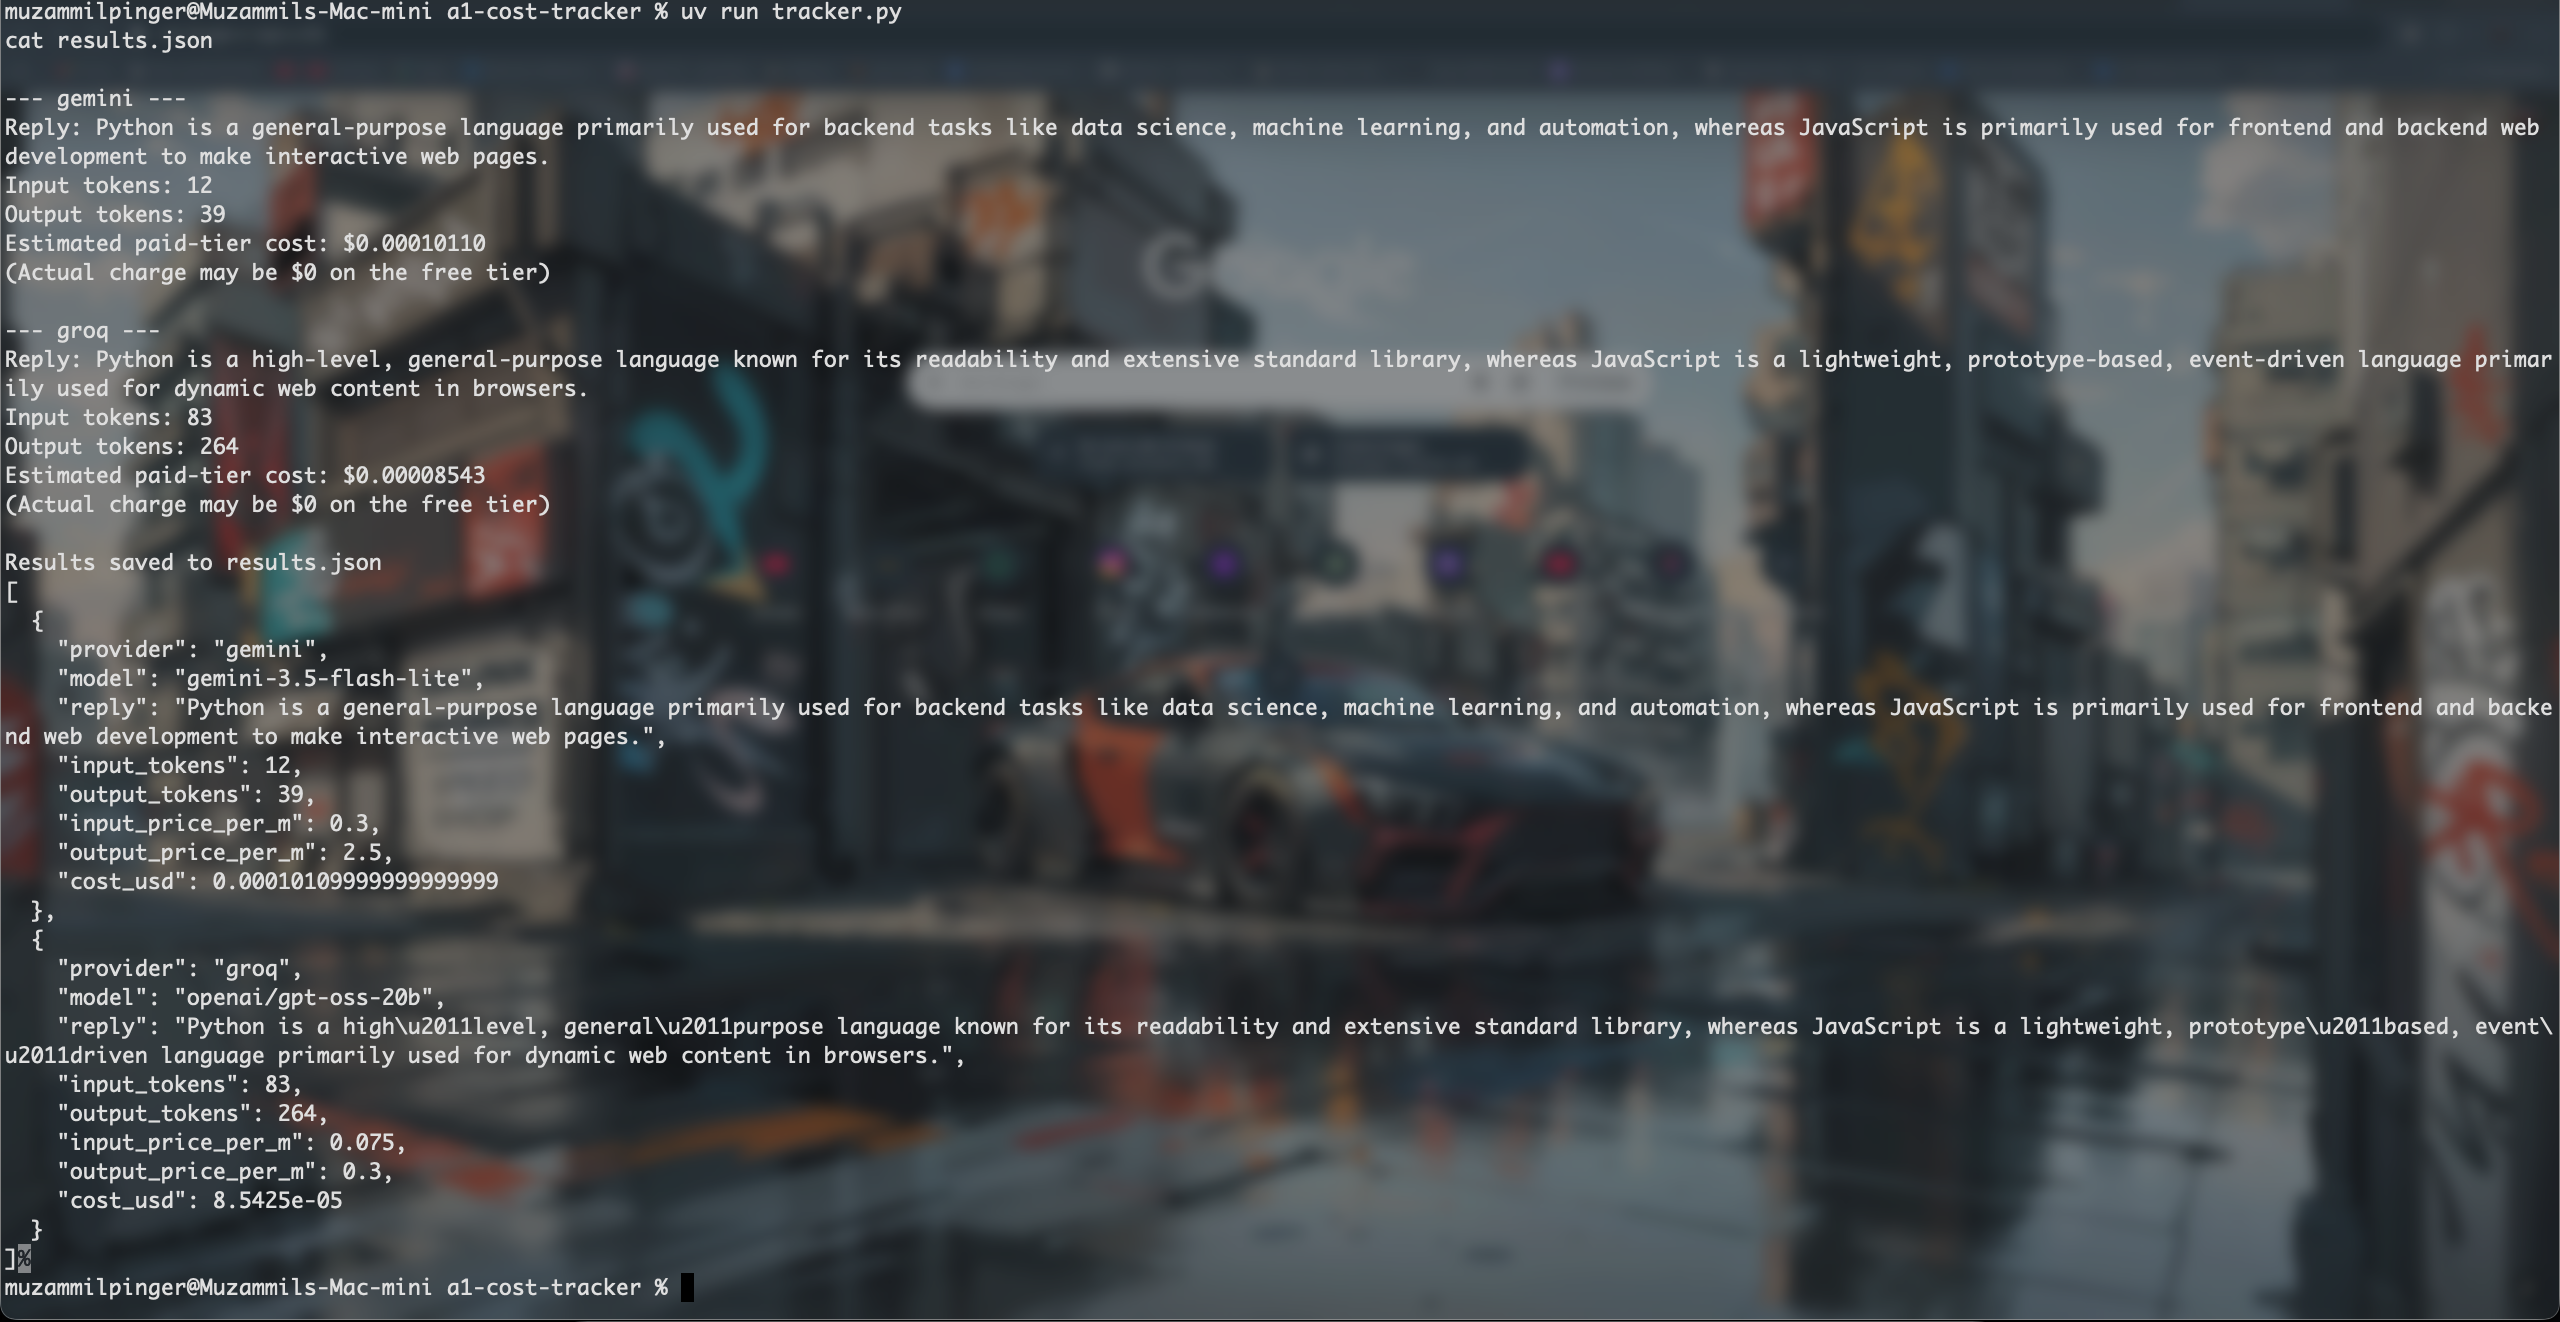 muzammilpinger@Muzammils-Mac-mini a1-cost-tracker % uv run tracker.py
cat results.json
--- gemini ---
Reply: Python is a general-purpose language primarily used for backend tasks like data science, machine learning, and automation, whereas JavaScript is primarily used for frontend and backend web
development to make interactive web pages.
Input tokens: 12
Output tokens: 39
Estimated paid-tier cost: $0.00010110
(Actual charge may be $0 on the free tier)
--- groq ---
Reply: Python is a high-level, general-purpose language known for its readability and extensive standard library, whereas JavaScript is a lightweight, prototype-based, event-driven language primar
ily used for dynamic web content in browsers.
Input tokens: 83
Output tokens: 264
Estimated paid-tier cost: $0.00008543
(Actual charge may be $0 on the free tier)
Results saved to results.json
[
  {
    "provider": "gemini",
    "model": "gemini-3.5-flash-lite",
    "reply": "Python is a general-purpose language primarily used for backend tasks like data science, machine learning, and automation, whereas JavaScript is primarily used for frontend and backe
nd web development to make interactive web pages.",
    "input_tokens": 12,
    "output_tokens": 39,
    "input_price_per_m": 0.3,
    "output_price_per_m": 2.5,
    "cost_usd": 0.00010109999999999999
  },
  {
    "provider": "groq",
    "model": "openai/gpt-oss-20b",
    "reply": "Python is a high\u2011level, general\u2011purpose language known for its readability and extensive standard library, whereas JavaScript is a lightweight, prototype\u2011based, event\
u2011driven language primarily used for dynamic web content in browsers.",
    "input_tokens": 83,
    "output_tokens": 264,
    "input_price_per_m": 0.075,
    "output_price_per_m": 0.3,
    "cost_usd": 8.5425e-05
  }
]%
muzammilpinger@Muzammils-Mac-mini a1-cost-tracker %